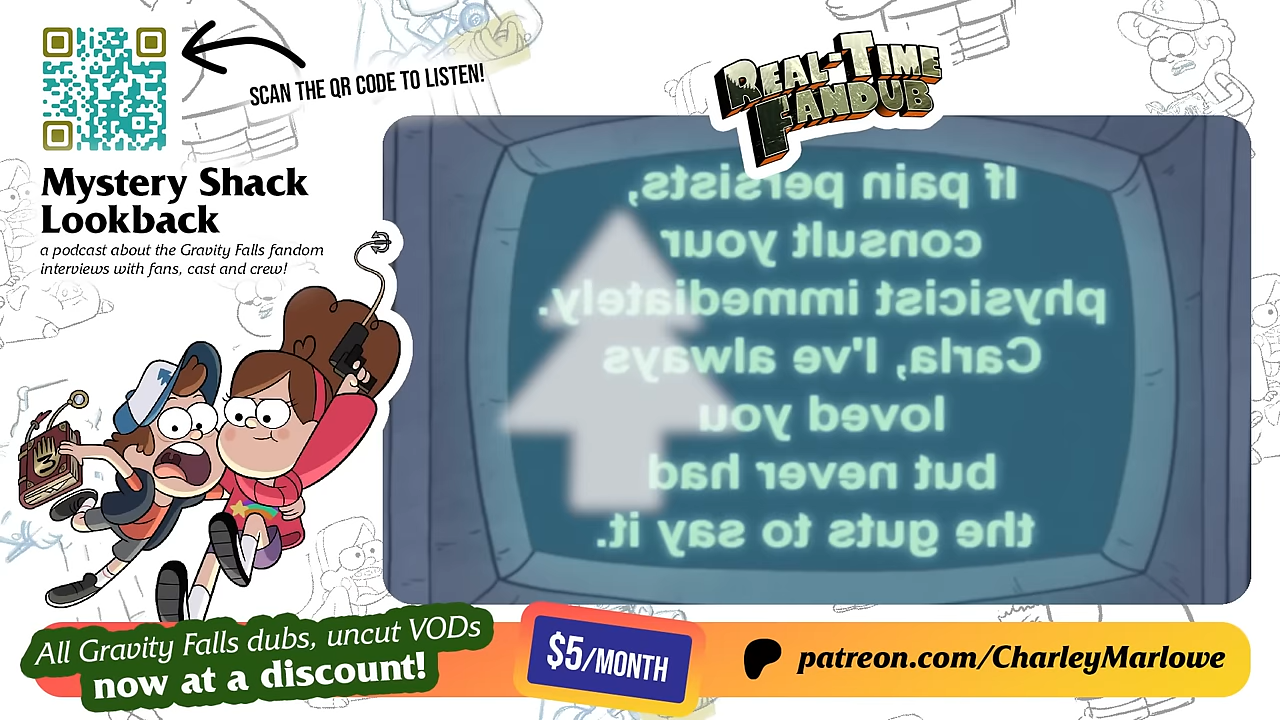 SCAN THE QR CODE TO LISTEN!
Mystery Shack
Lookback
a podcast about the Gravity Falls fandom
interviews with fans, cast and crew!
REAL-TIME
FANDUB
If pain persists,
consult your
physicist immediately.
Carla, I've always
loved you
but never had
the guts to say it.
3
All Gravity Falls dubs, uncut VODs
now at a discount!
$5/MONTH
patreon.com/CharleyMarlowe